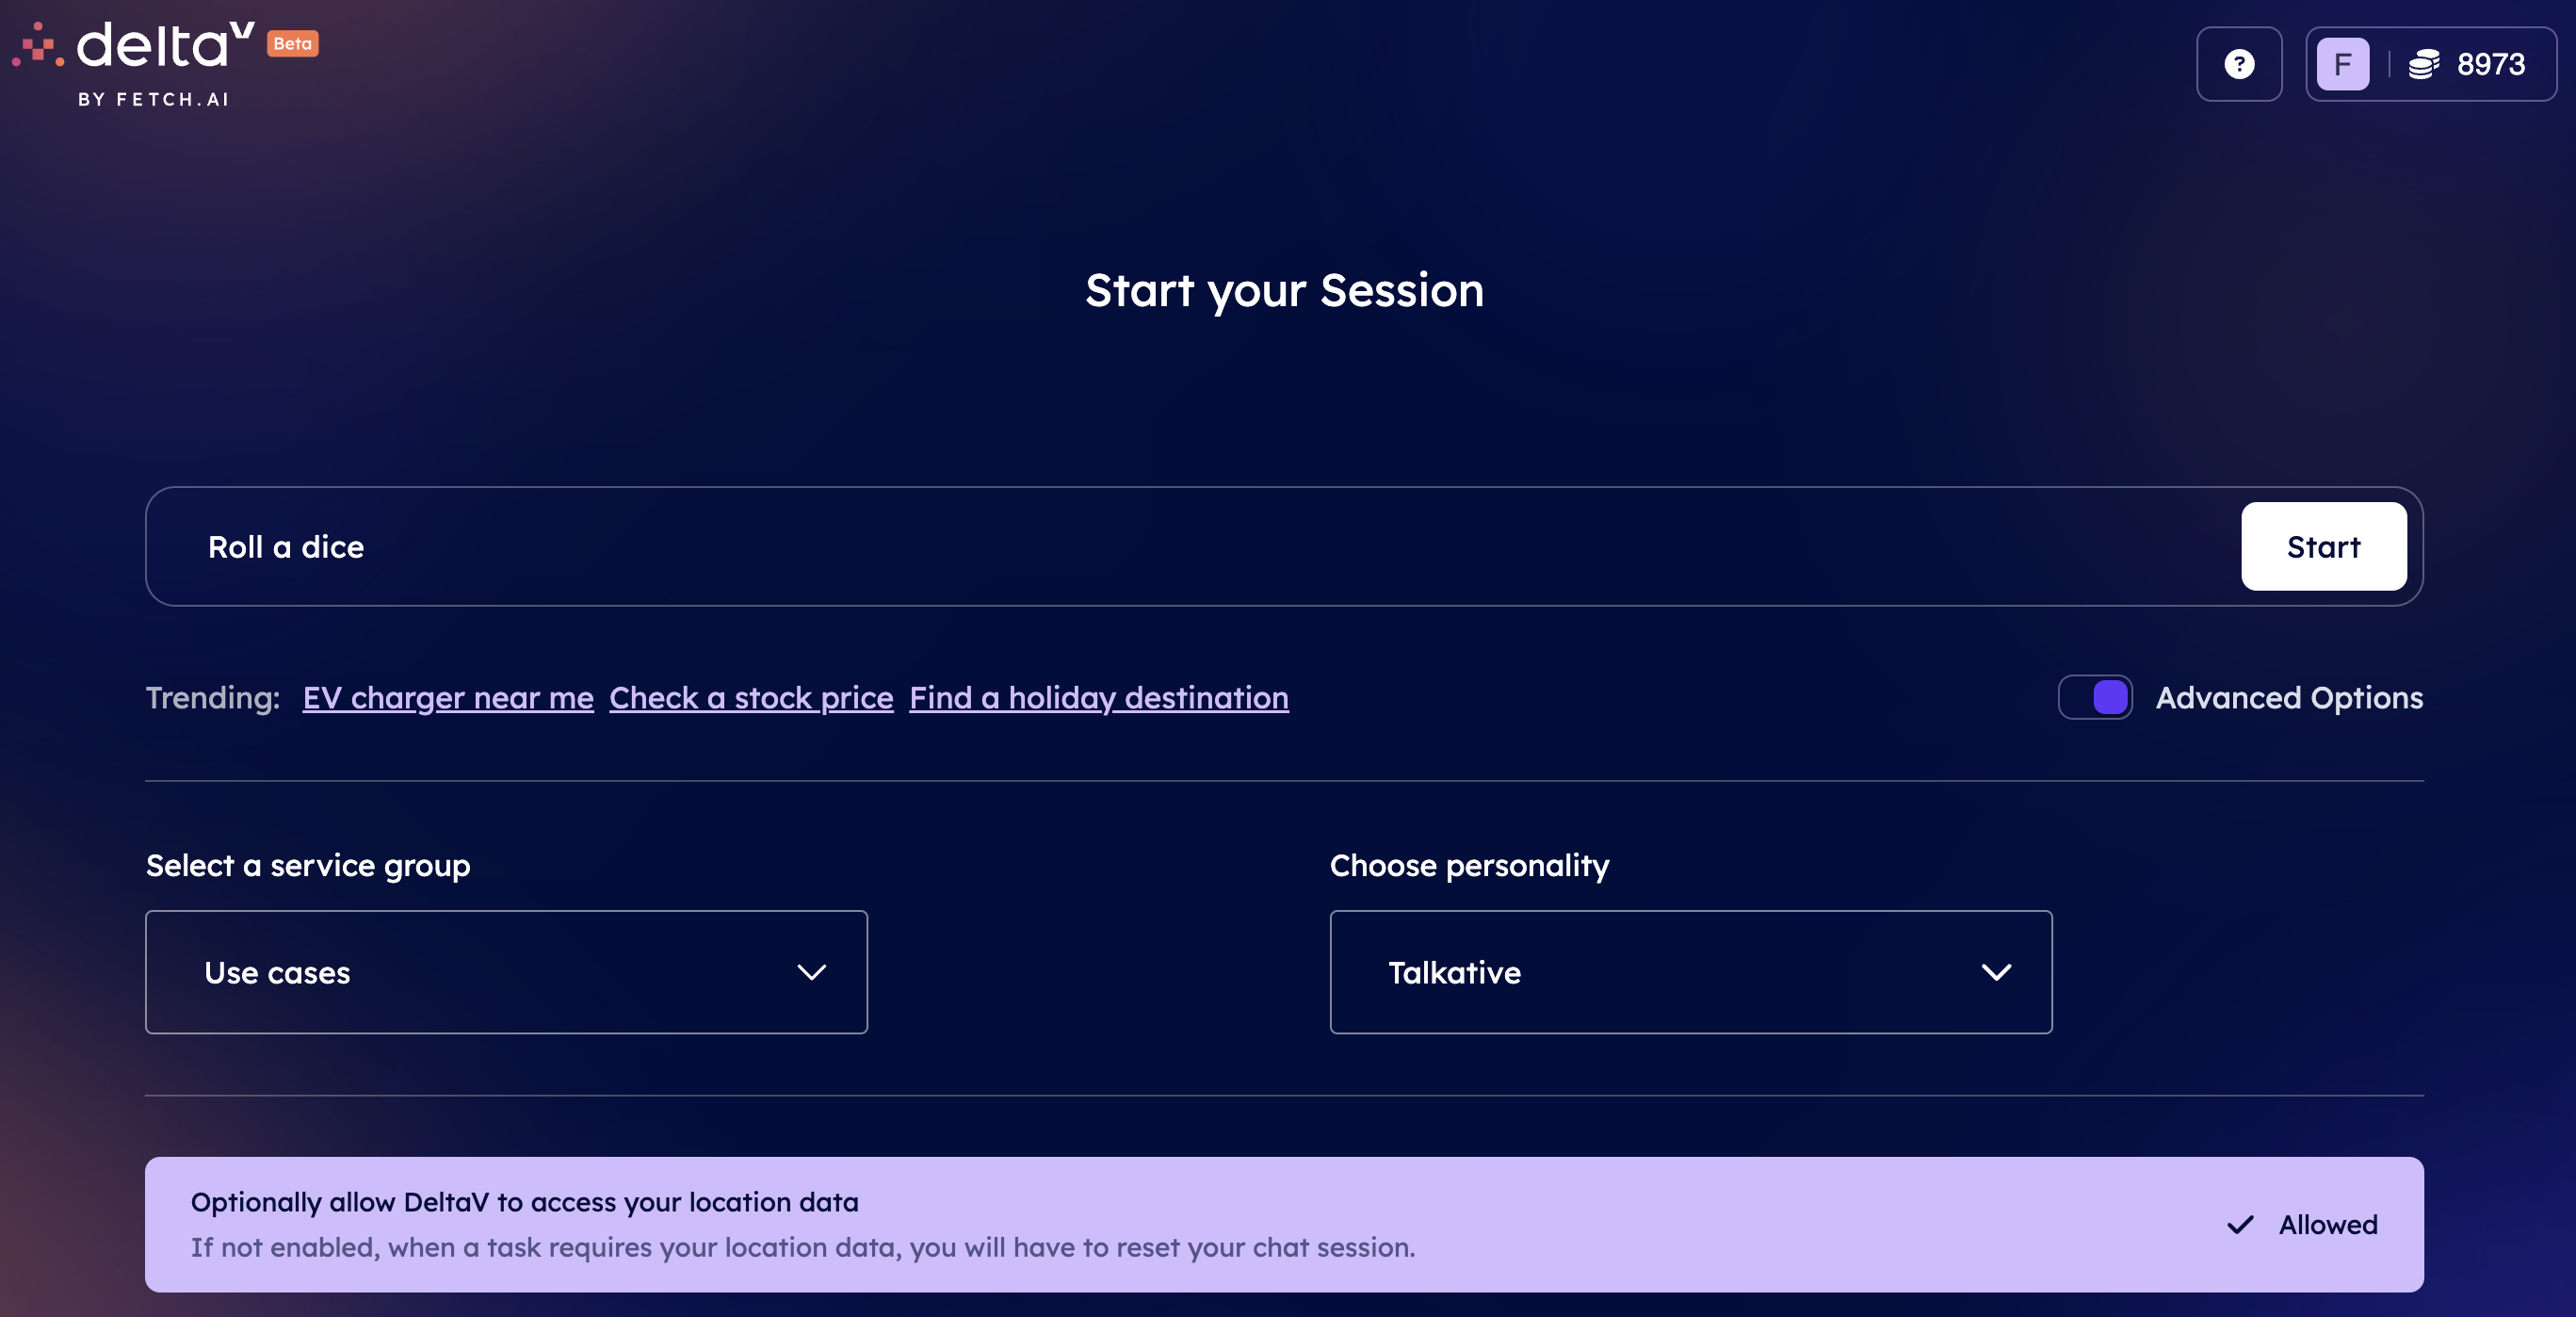 deltaV Beta
BY FETCH.AI
? F 8973
Start your Session
Roll a dice Start
Trending: EV charger near me Check a stock price Find a holiday destination Advanced Options
Select a service group Choose personality
Use cases Talkative
Optionally allow DeltaV to access your location data
Allowed
If not enabled, when a task requires your location data, you will have to reset your chat session.